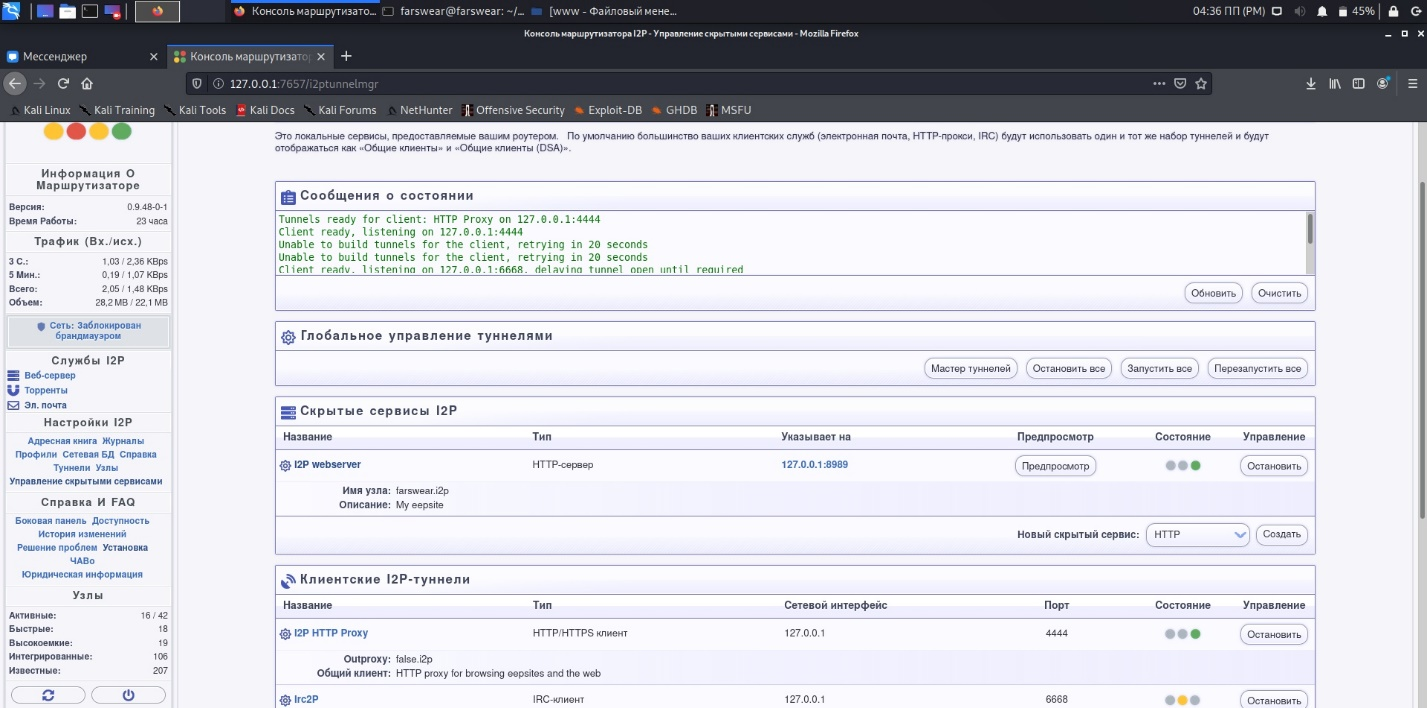 Консоль маршрутизато...
farswear@farswear: ~/...
[www - Файловый мене...
04:36 ПП (PM)
45%
Консоль маршрутизатора I2P - Управление скрытыми сервисами - Mozilla Firefox
Мессенджер
Консоль маршрутизатор
127.0.0.1:7657/i2ptunnelmgr
Kali Linux Kali Training Kali Tools Kali Docs Kali Forums NetHunter Offensive Security Exploit-DB GHDB MSFU
Информация О
Маршрутизаторе
Версия: 0.9.48-0-1
Время Работы: 23 часа
Трафик (Вх./исх.)
3 С.: 1,03 / 2,36 KBps
5 Мин.: 0,19 / 1,07 KBps
Всего: 2,05 / 1,48 KBps
Объем: 28,2 MB / 22,1 MB
Сеть: Заблокирован
брандмауэром
Службы I2P
Веб-сервер
Торренты
Эл. почта
Настройки I2P
Адресная книга Журналы
Профили Сетевая БД Справка
Туннели Узлы
Управление скрытыми сервисами
Справка И FAQ
Боковая панель Доступность
История изменений
Решение проблем Установка
ЧАВо
Юридическая информация
Узлы
Активные: 16 / 42
Быстрые: 18
Высокоемкие: 19
Интегрированные: 106
Известные: 207
Это локальные сервисы, предоставляемые вашим роутером. По умолчанию большинство ваших клиентских служб (электронная почта, HTTP-прокси, IRC) будут использовать один и тот же набор туннелей и будут
отображаться как «Общие клиенты» и «Общие клиенты (DSA)».
Сообщения о состоянии
Tunnels ready for client: HTTP Proxy on 127.0.0.1:4444
Client ready, listening on 127.0.0.1:4444
Unable to build tunnels for the client, retrying in 20 seconds
Unable to build tunnels for the client, retrying in 20 seconds
Client ready, listening on 127.0.0.1:6668, delaying tunnel open until required
Обновить Очистить
Глобальное управление туннелями
Мастер туннелей Остановить все Запустить все Перезапустить все
Скрытые сервисы I2P
Название Тип Указывает на Предпросмотр Состояние Управление
I2P webserver HTTP-сервер 127.0.0.1:8989 Предпросмотр Остановить
Имя узла: farswear.i2p
Описание: My eepsite
Новый скрытый сервис: HTTP Создать
Клиентские I2P-туннели
Название Тип Сетевой интерфейс Порт Состояние Управление
I2P HTTP Proxy HTTP/HTTPS клиент 127.0.0.1 4444 Остановить
Outproxy: false.i2p
Общий клиент: HTTP proxy for browsing eepsites and the web
Irc2P IRC-клиент 127.0.0.1 6668 Остановить